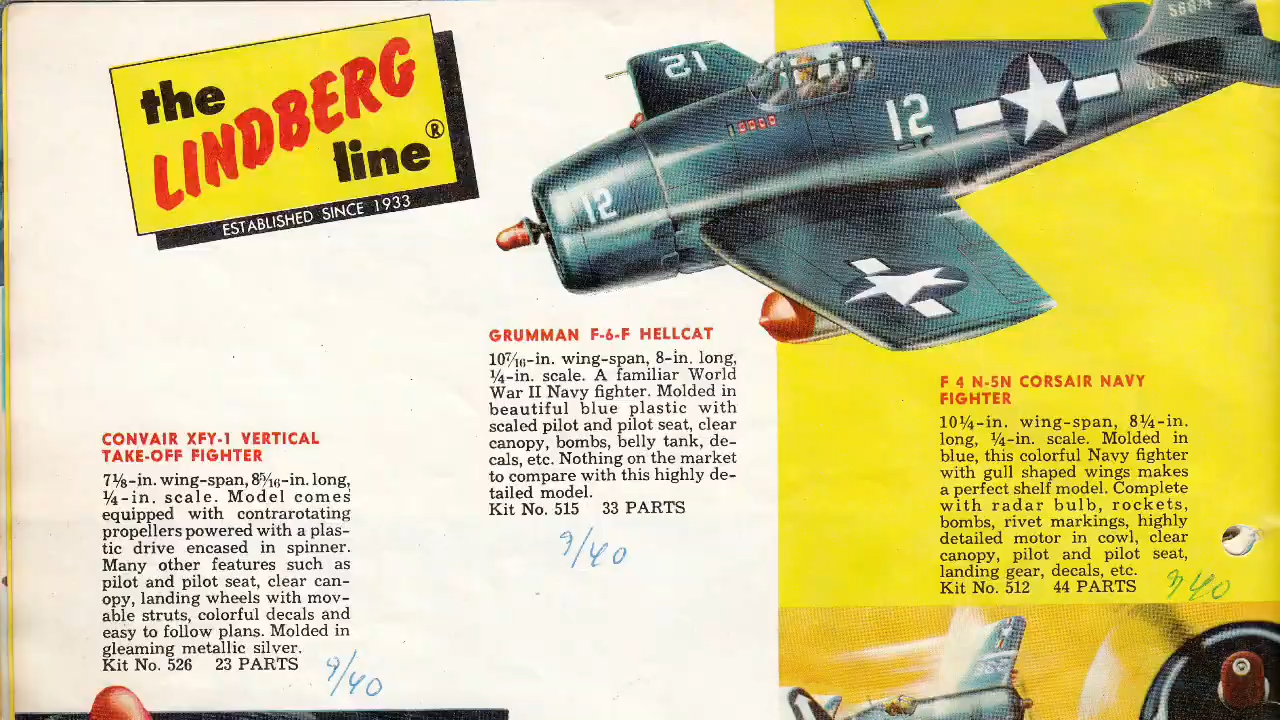 the
LINDBERG
line®
ESTABLISHED SINCE 1933
12
12
12
GRUMMAN F-6-F HELLCAT
10⁷⁄₁₆-in. wing-span, 8-in. long,
¼-in. scale. A familiar World
War II Navy fighter. Molded in
beautiful blue plastic with
scaled pilot and pilot seat, clear
canopy, bombs, belly tank, de-
cals, etc. Nothing on the market
to compare with this highly de-
tailed model.
Kit No. 515 33 PARTS
9/40
F 4 N-5N CORSAIR NAVY
FIGHTER
10¼-in. wing-span, 8¼-in.
long, ¼-in. scale. Molded in
blue, this colorful Navy fighter
with gull shaped wings makes
a perfect shelf model. Complete
with radar bulb, rockets,
bombs, rivet markings, highly
detailed motor in cowl, clear
canopy, pilot and pilot seat,
landing gear, decals, etc.
Kit No. 512 44 PARTS
9/40
CONVAIR XFY-1 VERTICAL
TAKE-OFF FIGHTER
7⅛-in. wing-span, 8⁵⁄₁₆-in. long,
¼-in. scale. Model comes
equipped with contrarotating
propellers powered with a plas-
tic drive encased in spinner.
Many other features such as
pilot and pilot seat, clear can-
opy, landing wheels with mov-
able struts, colorful decals and
easy to follow plans. Molded in
gleaming metallic silver.
Kit No. 526 23 PARTS
9/40